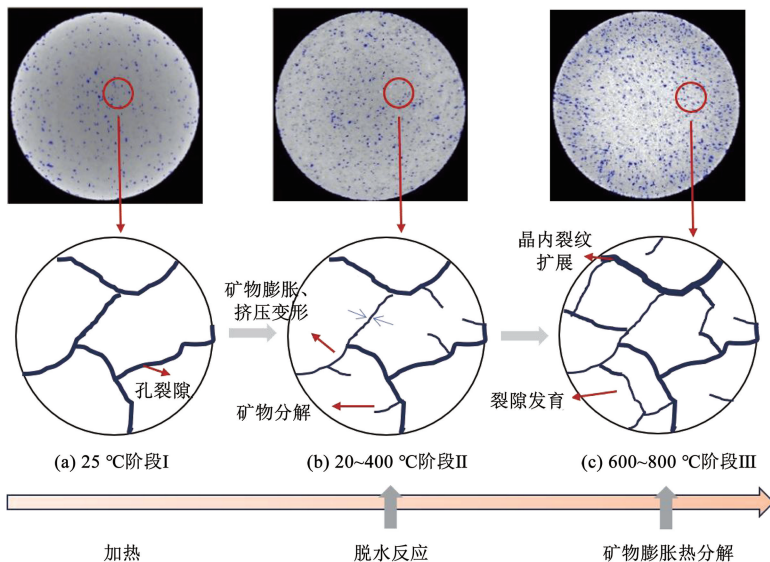 晶内裂纹
扩展
矿物膨胀、
挤压变形
孔裂隙
矿物分解
裂隙发育
(a) 25 ℃阶段Ⅰ
(b) 20~400 ℃阶段Ⅱ
(c) 600~800 ℃阶段Ⅲ
加热
脱水反应
矿物膨胀热分解